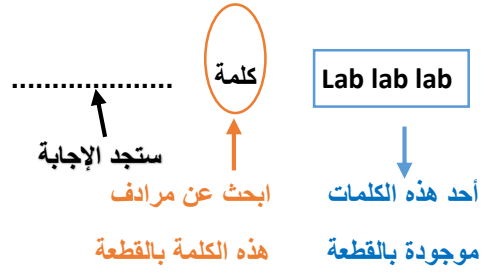 Lab lab lab
كلمة
....................
ستجد الإجابة
ابحث عن مرادف
هذه الكلمة بالقطعة
أحد هذه الكلمات
موجودة بالقطعة